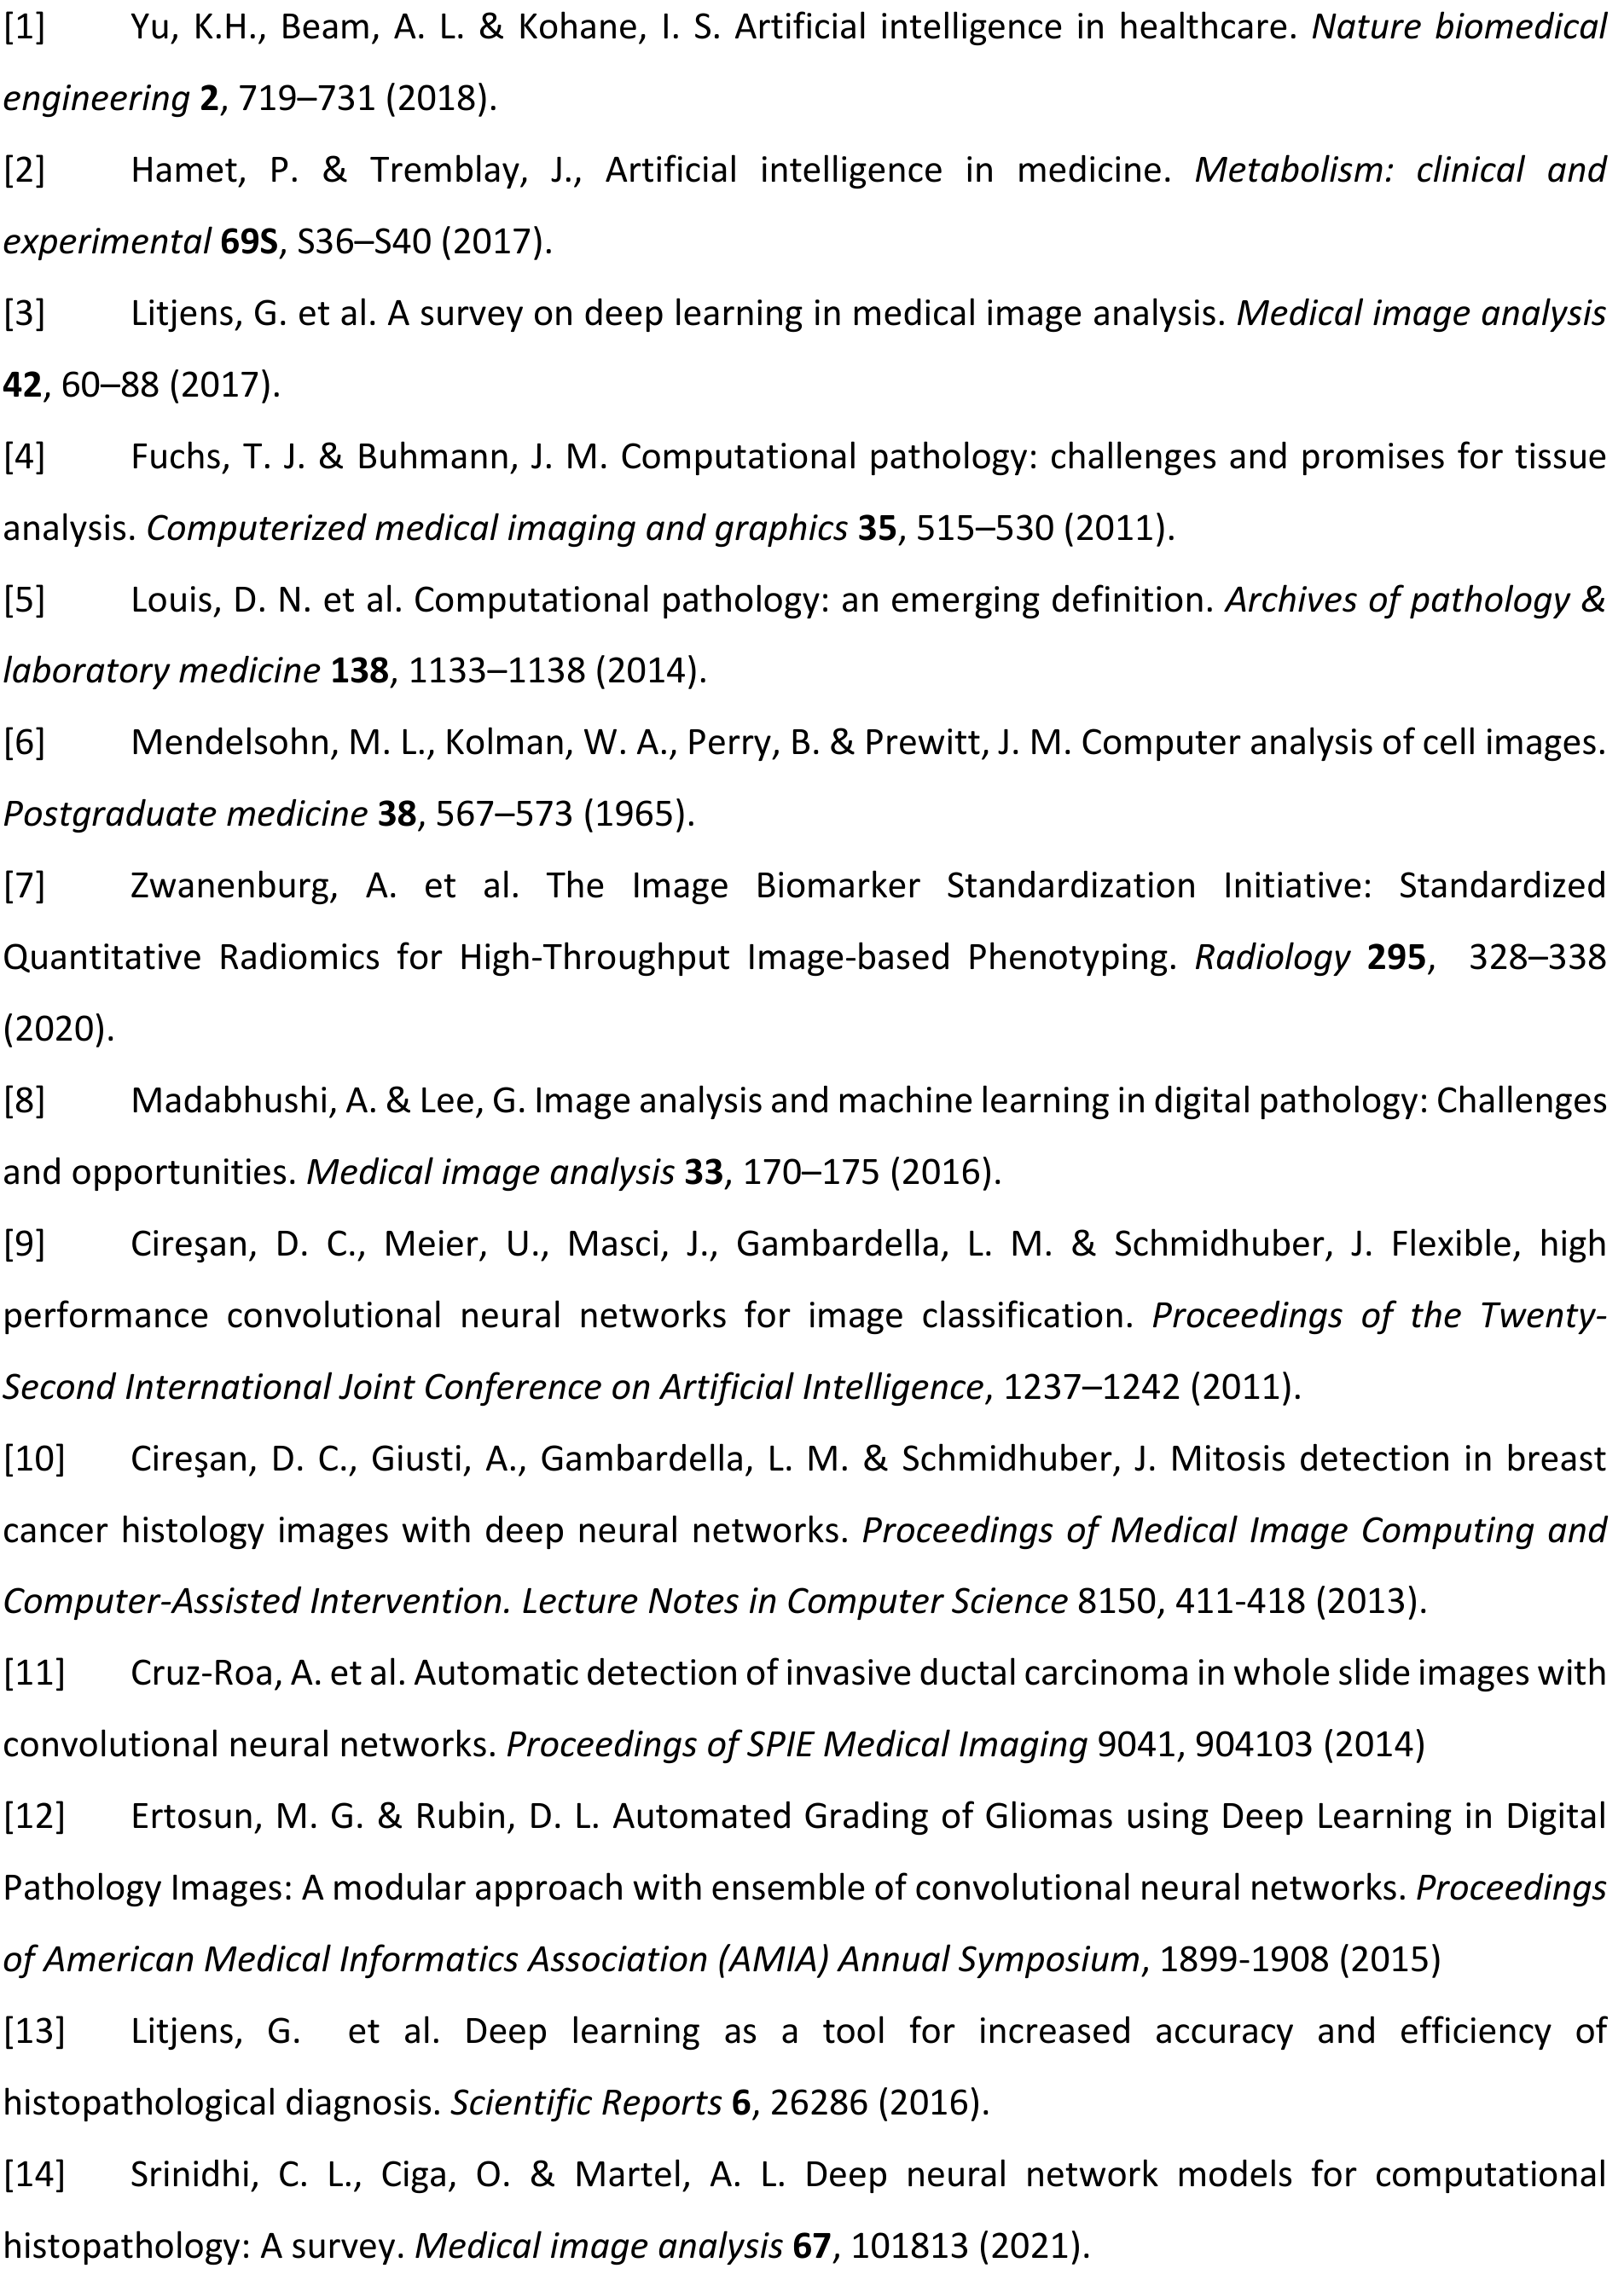 [1] Yu, K.H., Beam, A. L. & Kohane, I. S. Artificial intelligence in healthcare. Nature biomedical
engineering 2, 719–731 (2018).
[2] Hamet, P. & Tremblay, J., Artificial intelligence in medicine. Metabolism: clinical and
experimental 69S, S36–S40 (2017).
[3] Litjens, G. et al. A survey on deep learning in medical image analysis. Medical image analysis
42, 60–88 (2017).
[4] Fuchs, T. J. & Buhmann, J. M. Computational pathology: challenges and promises for tissue
analysis. Computerized medical imaging and graphics 35, 515–530 (2011).
[5] Louis, D. N. et al. Computational pathology: an emerging definition. Archives of pathology &
laboratory medicine 138, 1133–1138 (2014).
[6] Mendelsohn, M. L., Kolman, W. A., Perry, B. & Prewitt, J. M. Computer analysis of cell images.
Postgraduate medicine 38, 567–573 (1965).
[7] Zwanenburg, A. et al. The Image Biomarker Standardization Initiative: Standardized
Quantitative Radiomics for High-Throughput Image-based Phenotyping. Radiology 295, 328–338
(2020).
[8] Madabhushi, A. & Lee, G. Image analysis and machine learning in digital pathology: Challenges
and opportunities. Medical image analysis 33, 170–175 (2016).
[9] Cireşan, D. C., Meier, U., Masci, J., Gambardella, L. M. & Schmidhuber, J. Flexible, high
performance convolutional neural networks for image classification. Proceedings of the Twenty-
Second International Joint Conference on Artificial Intelligence, 1237–1242 (2011).
[10] Cireşan, D. C., Giusti, A., Gambardella, L. M. & Schmidhuber, J. Mitosis detection in breast
cancer histology images with deep neural networks. Proceedings of Medical Image Computing and
Computer-Assisted Intervention. Lecture Notes in Computer Science 8150, 411-418 (2013).
[11] Cruz-Roa, A. et al. Automatic detection of invasive ductal carcinoma in whole slide images with
convolutional neural networks. Proceedings of SPIE Medical Imaging 9041, 904103 (2014)
[12] Ertosun, M. G. & Rubin, D. L. Automated Grading of Gliomas using Deep Learning in Digital
Pathology Images: A modular approach with ensemble of convolutional neural networks. Proceedings
of American Medical Informatics Association (AMIA) Annual Symposium, 1899-1908 (2015)
[13] Litjens, G. et al. Deep learning as a tool for increased accuracy and efficiency of
histopathological diagnosis. Scientific Reports 6, 26286 (2016).
[14] Srinidhi, C. L., Ciga, O. & Martel, A. L. Deep neural network models for computational
histopathology: A survey. Medical image analysis 67, 101813 (2021).